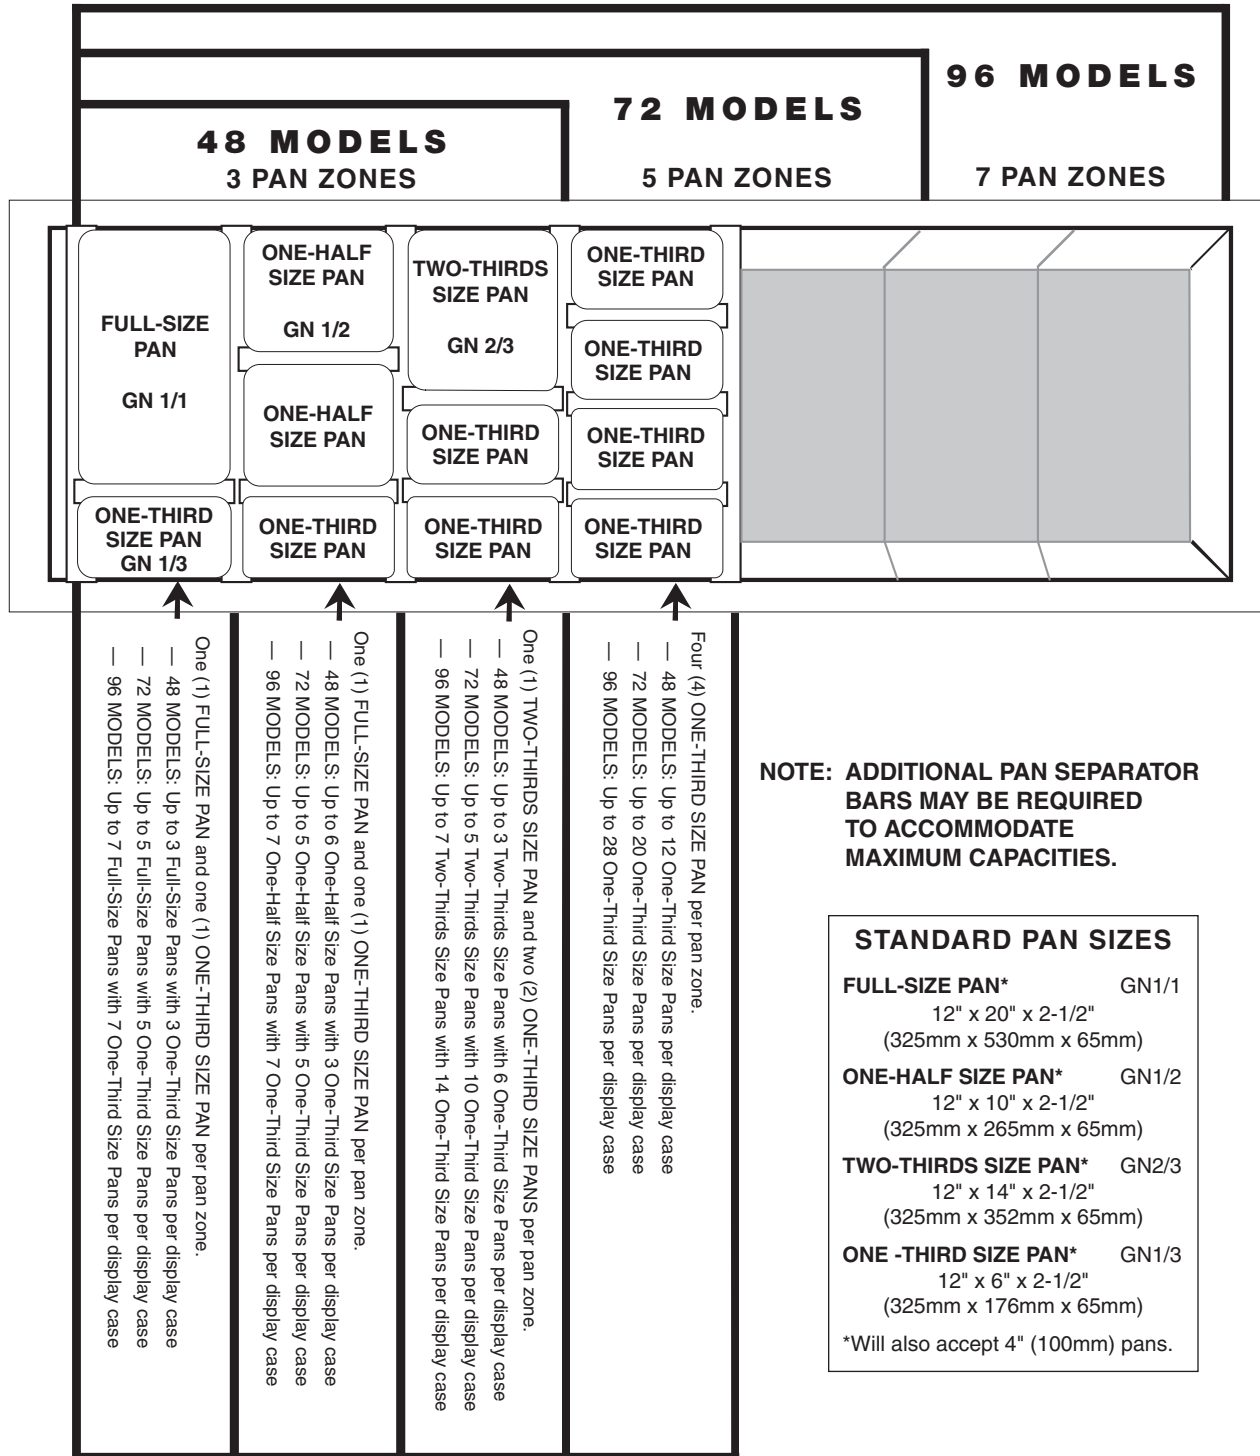 96 MODELS
72 MODELS
48 MODELS
3 PAN ZONES
5 PAN ZONES
7 PAN ZONES
FULL-SIZE
PAN
GN 1/1
ONE-THIRD
SIZE PAN
GN 1/3
ONE-HALF
SIZE PAN
GN 1/2
ONE-HALF
SIZE PAN
ONE-THIRD
SIZE PAN
TWO-THIRDS
SIZE PAN
GN 2/3
ONE-THIRD
SIZE PAN
ONE-THIRD
SIZE PAN
ONE-THIRD
SIZE PAN
ONE-THIRD
SIZE PAN
ONE-THIRD
SIZE PAN
ONE-THIRD
SIZE PAN
One (1) FULL-SIZE PAN and one (1) ONE-THIRD SIZE PAN per pan zone.
— 48 MODELS: Up to 3 Full-Size Pans with 3 One-Third Size Pans per display case
— 72 MODELS: Up to 5 Full-Size Pans with 5 One-Third Size Pans per display case
— 96 MODELS: Up to 7 Full-Size Pans with 7 One-Third Size Pans per display case
One (1) FULL-SIZE PAN and one (1) ONE-THIRD SIZE PAN per pan zone.
— 48 MODELS: Up to 6 One-Half Size Pans with 3 One-Third Size Pans per display case
— 72 MODELS: Up to 5 One-Half Size Pans with 5 One-Third Size Pans per display case
— 96 MODELS: Up to 7 One-Half Size Pans with 7 One-Third Size Pans per display case
One (1) TWO-THIRDS SIZE PAN and two (2) ONE-THIRD SIZE PANS per pan zone.
— 48 MODELS: Up to 3 Two-Thirds Size Pans with 6 One-Third Size Pans per display case
— 72 MODELS: Up to 5 Two-Thirds Size Pans with 10 One-Third Size Pans per display case
— 96 MODELS: Up to 7 Two-Thirds Size Pans with 14 One-Third Size Pans per display case
Four (4) ONE-THIRD SIZE PAN per pan zone.
— 48 MODELS: Up to 12 One-Third Size Pans per display case
— 72 MODELS: Up to 20 One-Third Size Pans per display case
— 96 MODELS: Up to 28 One-Third Size Pans per display case
NOTE: ADDITIONAL PAN SEPARATOR
BARS MAY BE REQUIRED
TO ACCOMMODATE
MAXIMUM CAPACITIES.
STANDARD PAN SIZES
FULL-SIZE PAN* GN1/1
12" x 20" x 2-1/2"
(325mm x 530mm x 65mm)
ONE-HALF SIZE PAN* GN1/2
12" x 10" x 2-1/2"
(325mm x 265mm x 65mm)
TWO-THIRDS SIZE PAN* GN2/3
12" x 14" x 2-1/2"
(325mm x 352mm x 65mm)
ONE -THIRD SIZE PAN* GN1/3
12" x 6" x 2-1/2"
(325mm x 176mm x 65mm)
*Will also accept 4" (100mm) pans.